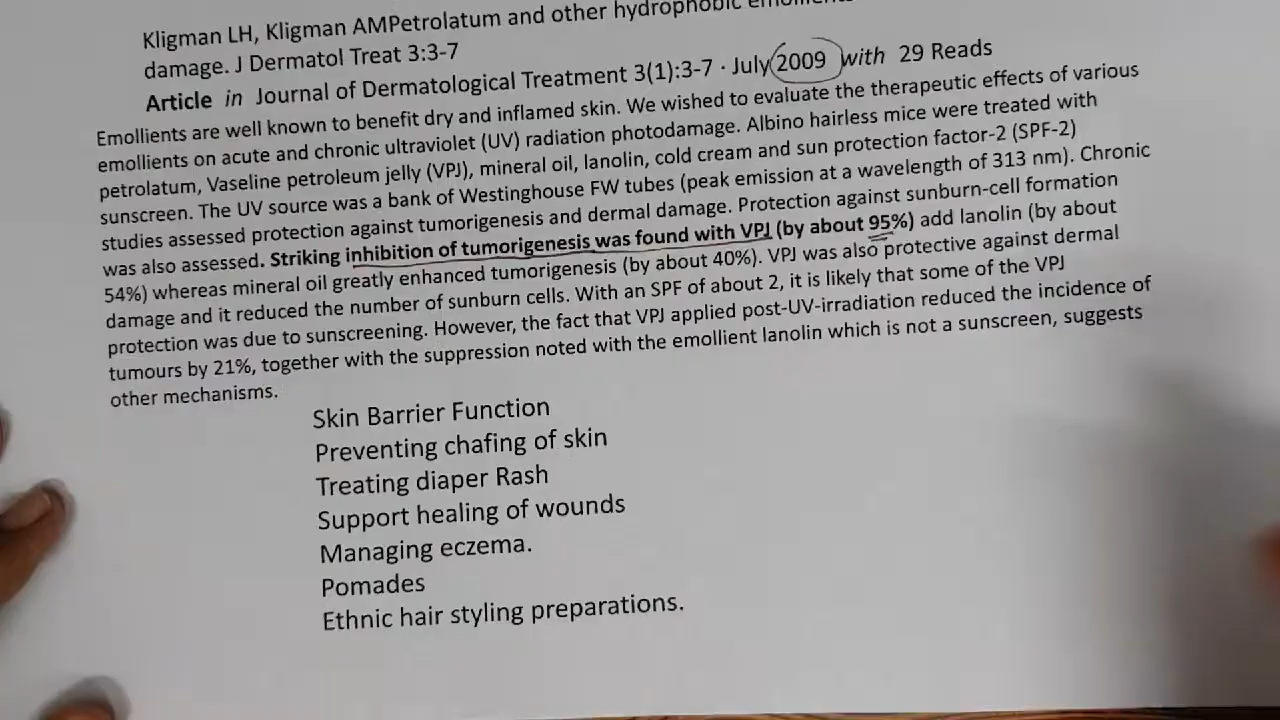 Kligman LH, Kligman AMPetrolatum and other hydrophobic emollients
damage. J Dermatol Treat 3:3-7
Article in Journal of Dermatological Treatment 3(1):3-7 · July 2009 with 29 Reads
Emollients are well known to benefit dry and inflamed skin. We wished to evaluate the therapeutic effects of various
emollients on acute and chronic ultraviolet (UV) radiation photodamage. Albino hairless mice were treated with
petrolatum, Vaseline petroleum jelly (VPJ), mineral oil, lanolin, cold cream and sun protection factor-2 (SPF-2)
sunscreen. The UV source was a bank of Westinghouse FW tubes (peak emission at a wavelength of 313 nm). Chronic
studies assessed protection against tumorigenesis and dermal damage. Protection against sunburn-cell formation
was also assessed. Striking inhibition of tumorigenesis was found with VPJ (by about 95%) add lanolin (by about
54%) whereas mineral oil greatly enhanced tumorigenesis (by about 40%). VPJ was also protective against dermal
damage and it reduced the number of sunburn cells. With an SPF of about 2, it is likely that some of the VPJ
protection was due to sunscreening. However, the fact that VPJ applied post-UV-irradiation reduced the incidence of
tumours by 21%, together with the suppression noted with the emollient lanolin which is not a sunscreen, suggests
other mechanisms.
Skin Barrier Function
Preventing chafing of skin
Treating diaper Rash
Support healing of wounds
Managing eczema.
Pomades
Ethnic hair styling preparations.